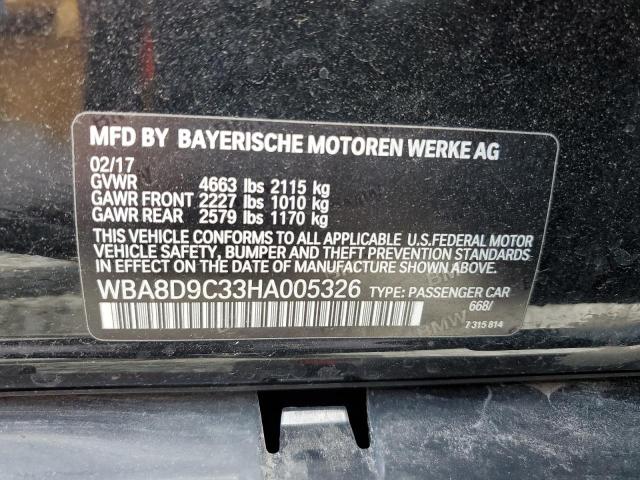 MFD BY BAYERISCHE MOTOREN WERKE AG
02/17
GVWR 4663 lbs 2115 kg
GAWR FRONT 2227 lbs 1010 kg
GAWR REAR 2579 lbs 1170 kg
THIS VEHICLE CONFORMS TO ALL APPLICABLE U.S.FEDERAL MOTOR
VEHICLE SAFETY, BUMPER AND THEFT PREVENTION STANDARDS
IN EFFECT ON THE DATE OF MANUFACTURE SHOWN ABOVE.
WBA8D9C33HA005326 TYPE: PASSENGER CAR
668/
7 315 814